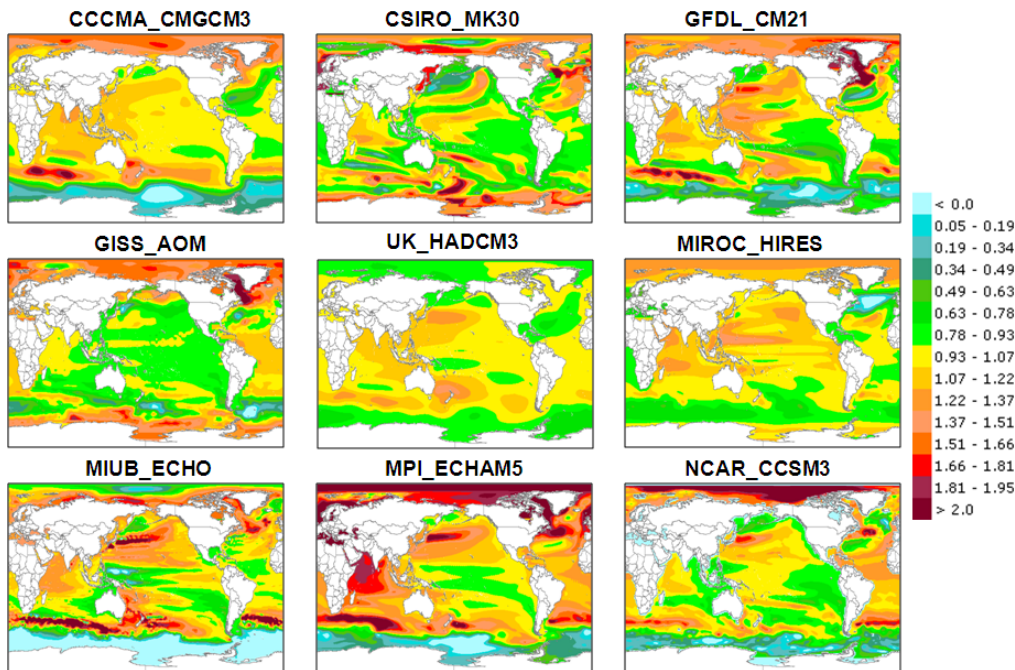 CCCMA_CMGCM3 CSIRO_MK30 GFDL_CM21
GISS_AOM UK_HADCM3 MIROC_HIRES
MIUB_ECHO MPI_ECHAM5 NCAR_CCSM3
< 0.0
0.05 - 0.19
0.19 - 0.34
0.34 - 0.49
0.49 - 0.63
0.63 - 0.78
0.78 - 0.93
0.93 - 1.07
1.07 - 1.22
1.22 - 1.37
1.37 - 1.51
1.51 - 1.66
1.66 - 1.81
1.81 - 1.95
> 2.0